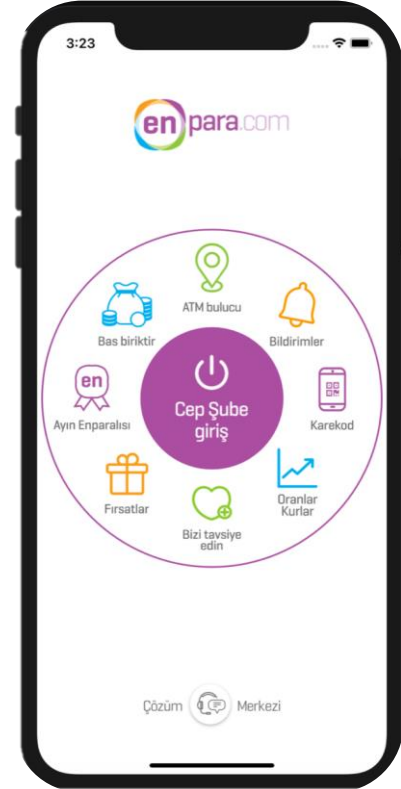 3:23
enpara.com
ATM bulucu
Bas biriktir
Bildirimler
en
Ayın Enparalısı
Cep Şube
giriş
Karekod
Fırsatlar
Oranlar
Kurlar
Bizi tavsiye
edin
Çözüm
Merkezi